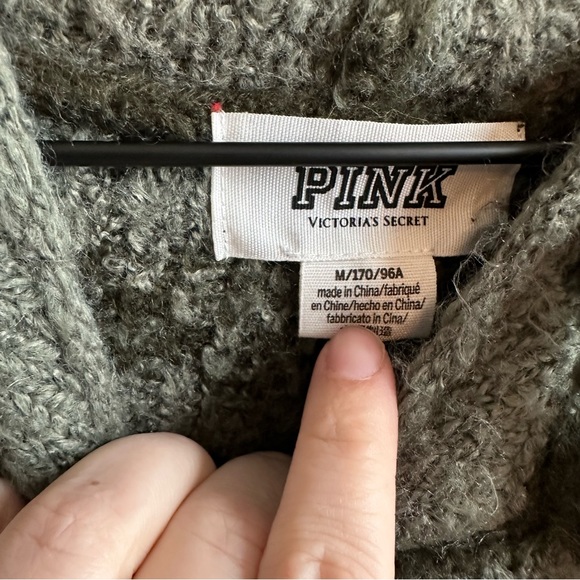 PINK
VICTORIA'S SECRET
M/170/96A
made in China/fabriqué
en Chine/hecho en China/
fabbricato in Cina/